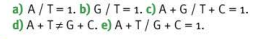 a) A / T = 1. b) G / T = 1. c) A + G / T + C = 1.
d) A + T ≠ G + C. e) A + T / G + C = 1.